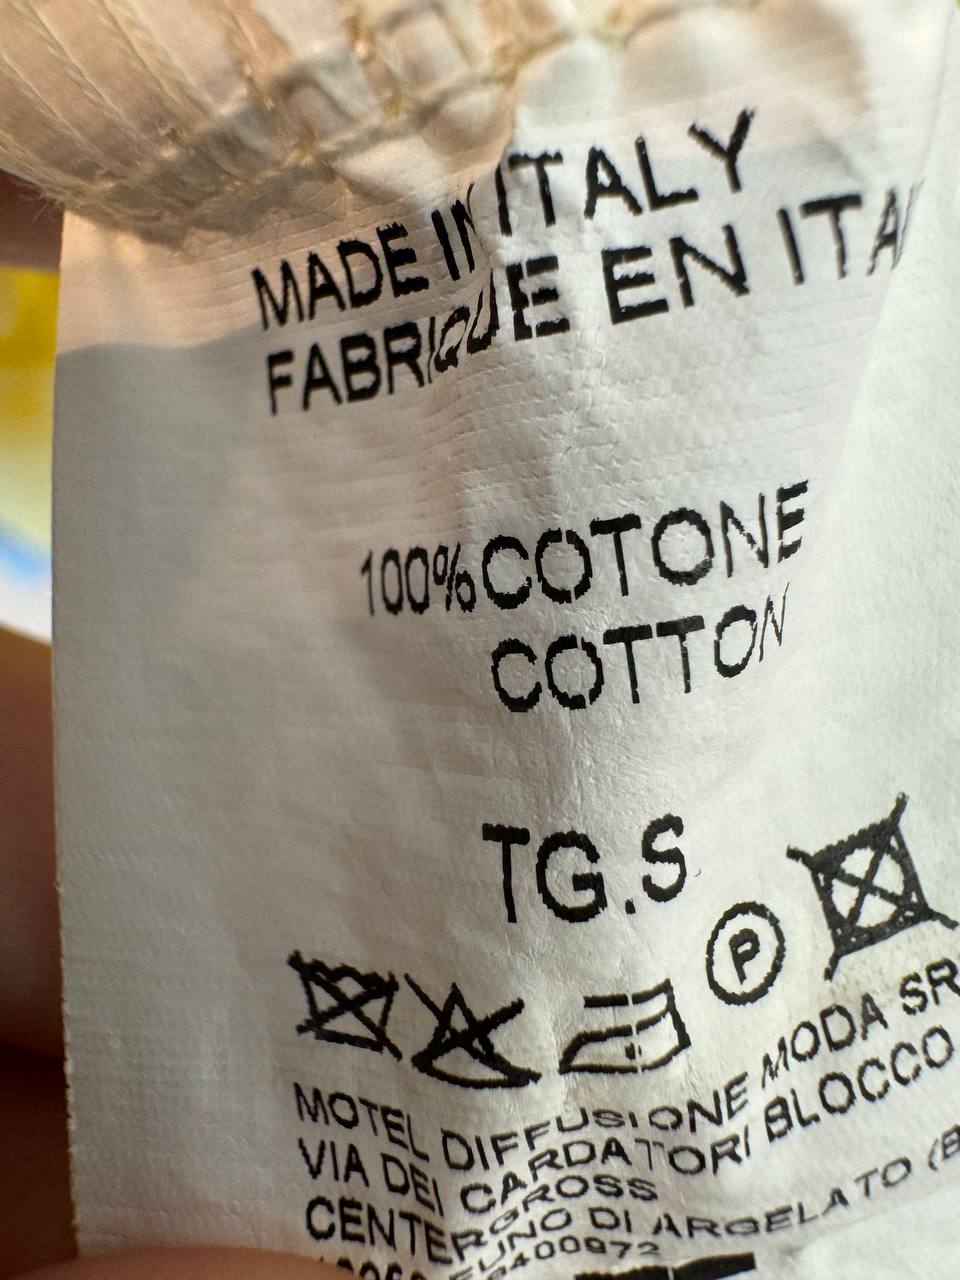 MADE IN ITALY
FABRIQUE EN ITA
100% COTONE
COTTON
TG.S
P
MOTEL DIFFUSIONE MODA SR
VIA DEI CARDATORI BLOCCO
CENTERGROSS
FUNO DI ARGELATO (B